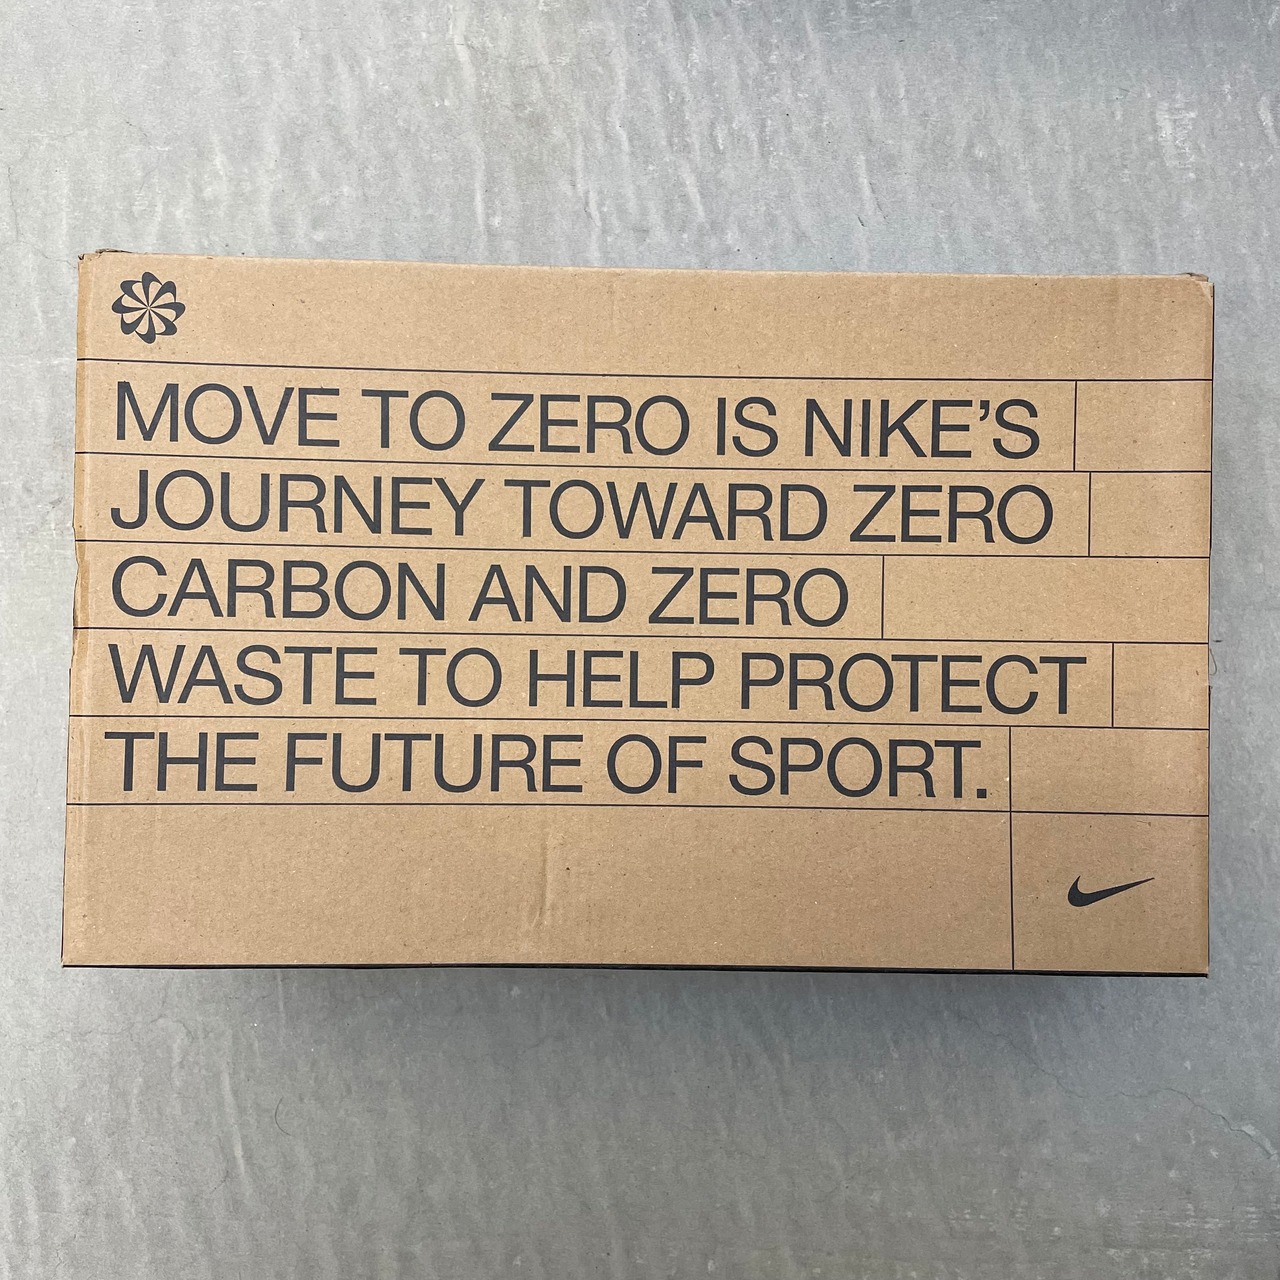 MOVE TO ZERO IS NIKE’S
JOURNEY TOWARD ZERO
CARBON AND ZERO
WASTE TO HELP PROTECT
THE FUTURE OF SPORT.